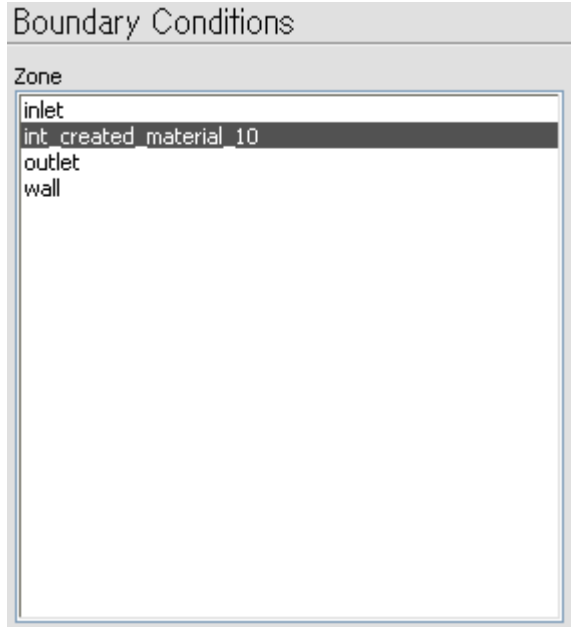 Boundary Conditions
Zone
inlet
int_created_material_10
outlet
wall